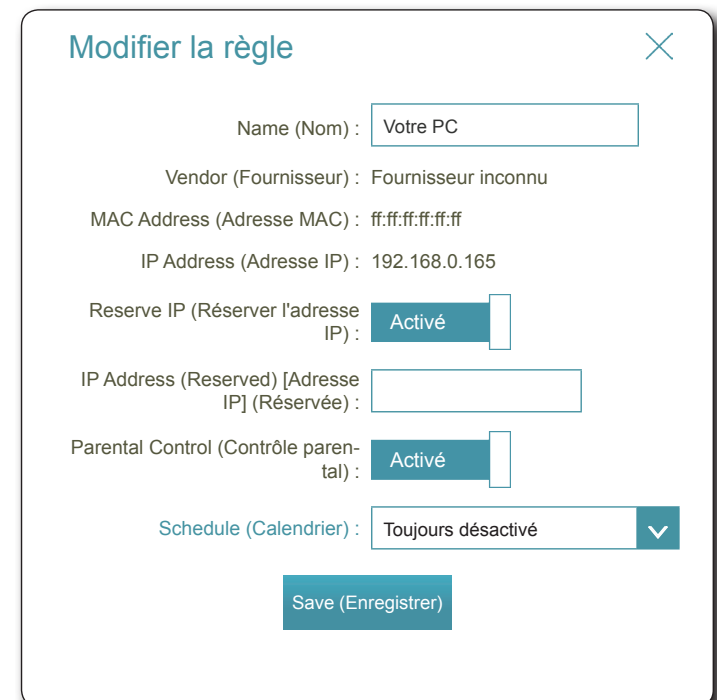 Modifier la règle
Name (Nom) : Votre PC
Vendor (Fournisseur) : Fournisseur inconnu
MAC Address (Adresse MAC) : ff:ff:ff:ff:ff:ff
IP Address (Adresse IP) : 192.168.0.165
Reserve IP (Réserver l'adresse
IP) : Activé
IP Address (Reserved) [Adresse
IP] (Réservée) :
Parental Control (Contrôle paren-
tal) : Activé
Schedule (Calendrier) : Toujours désactivé
Save (Enregistrer)